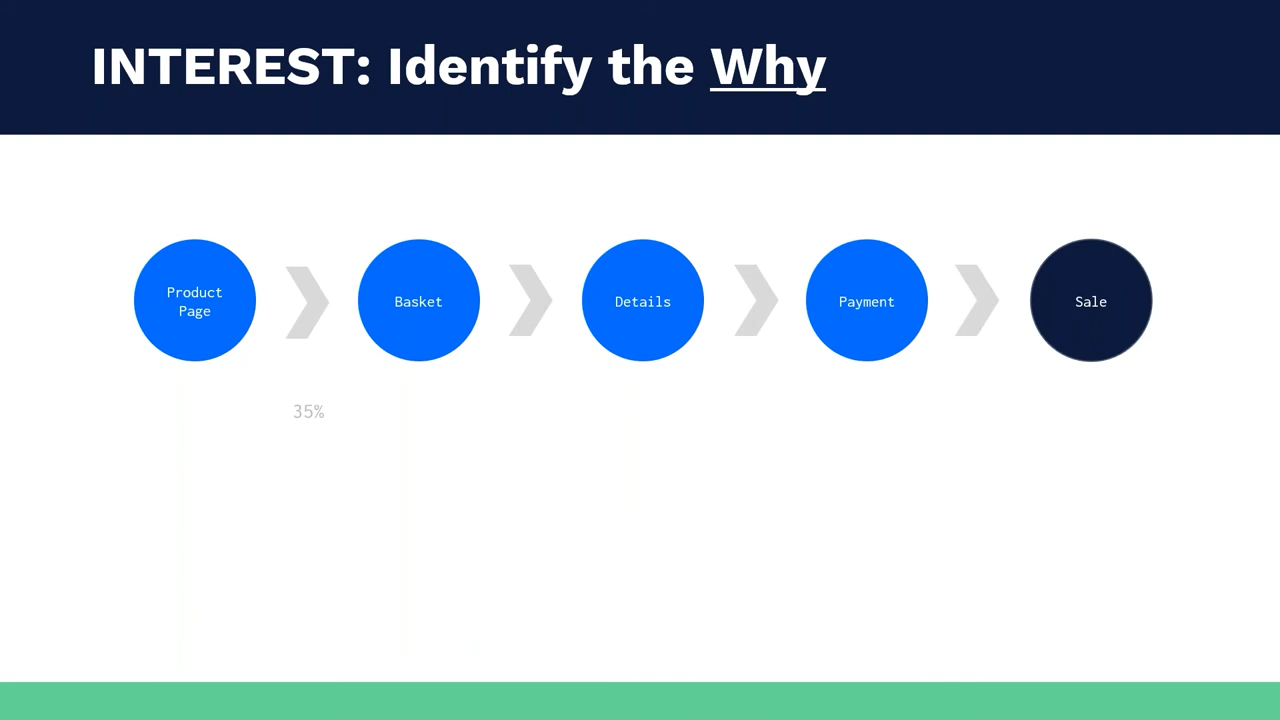 INTEREST: Identify the Why
Product
Page
Basket
Details
Payment
Sale
35%